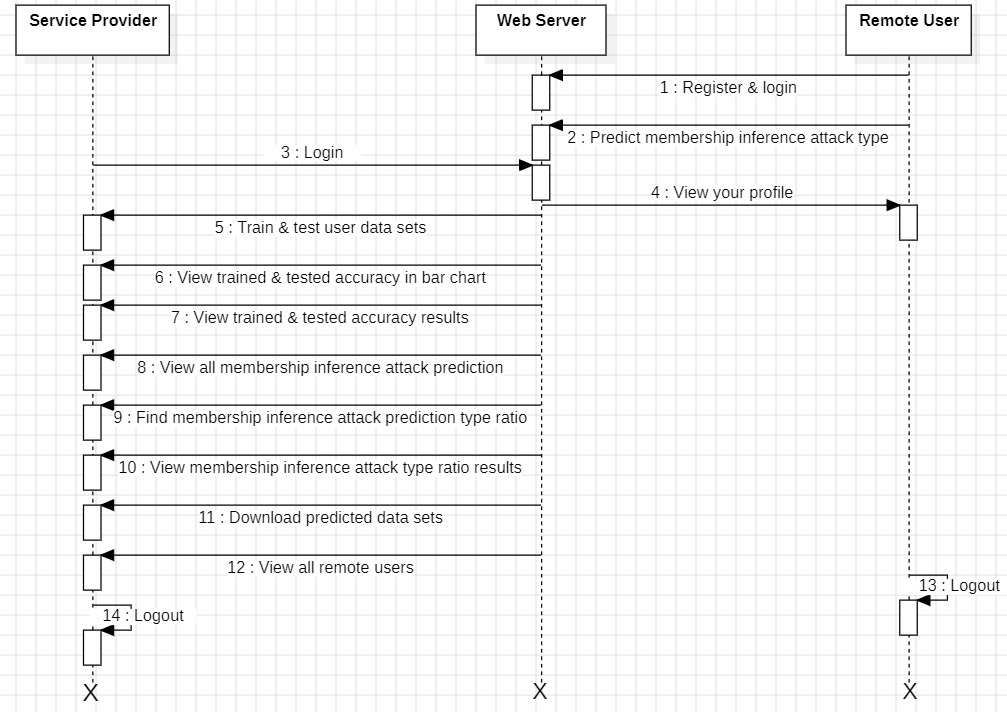 Service Provider
Web Server
Remote User
1 : Register & login
2 : Predict membership inference attack type
3 : Login
4 : View your profile
5 : Train & test user data sets
6 : View trained & tested accuracy in bar chart
7 : View trained & tested accuracy results
8 : View all membership inference attack prediction
9 : Find membership inference attack prediction type ratio
10 : View membership inference attack type ratio results
11 : Download predicted data sets
12 : View all remote users
13 : Logout
14 : Logout
X
X
X